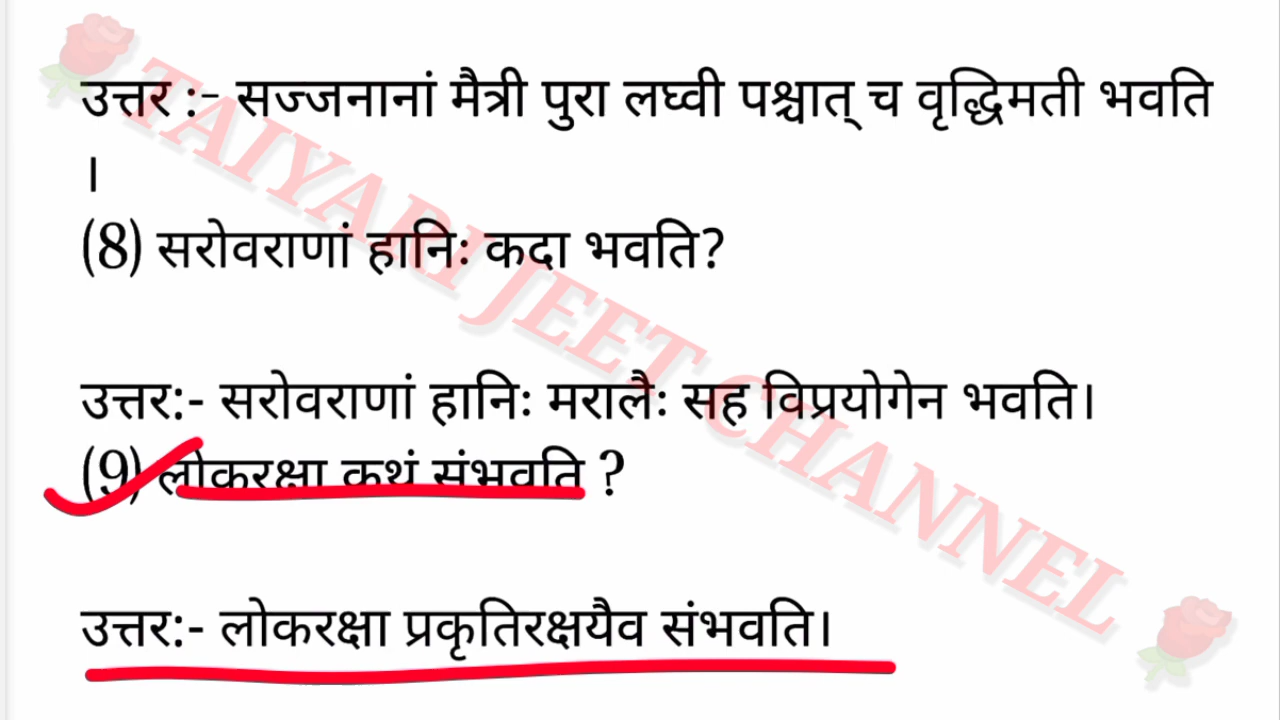 उत्तर :- सज्जनानां मैत्री पुरा लघ्वी पश्चात् च वृद्धिमती भवति
।
(8) सरोवराणां हानिः कदा भवति?
उत्तर:- सरोवराणां हानिः मरालैः सह विप्रयोगेन भवति।
(9) लोकरक्षा कथं संभवति ?
उत्तर:- लोकरक्षा प्रकृतिरक्षयैव संभवति।
TAIYARI JEET CHANNEL